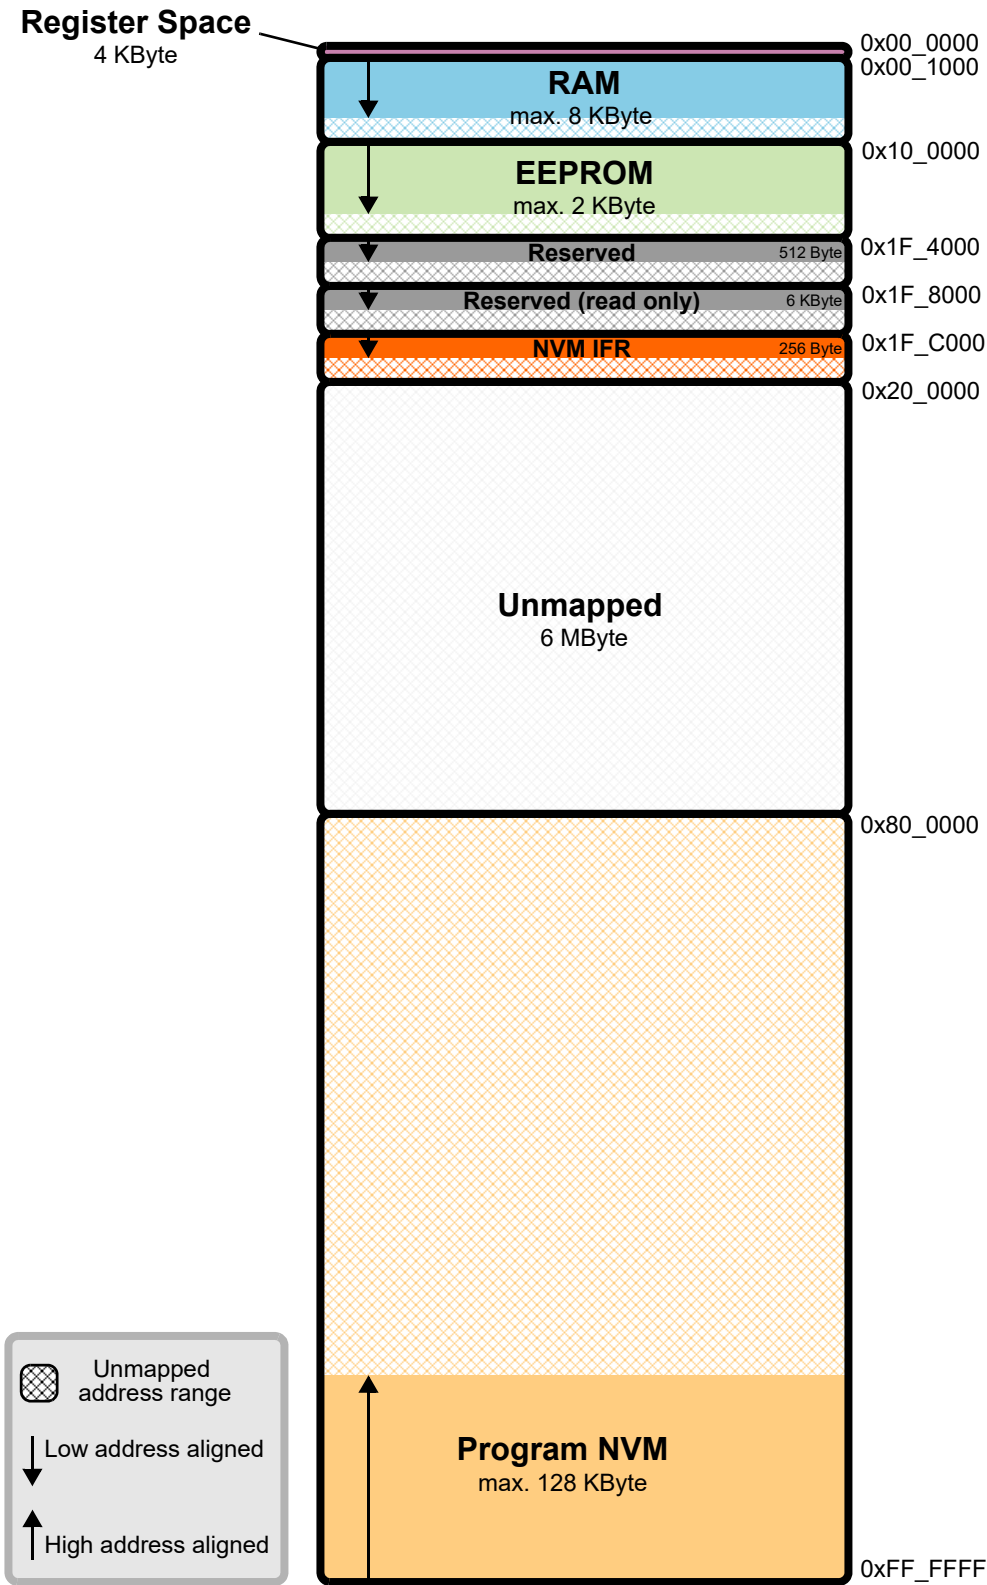 Register Space
4 KByte
0x00_0000
0x00_1000
RAM
max. 8 KByte
0x10_0000
EEPROM
max. 2 KByte
0x1F_4000
Reserved
512 Byte
0x1F_8000
Reserved (read only)
6 KByte
0x1F_C000
NVM IFR
256 Byte
0x20_0000
Unmapped
6 MByte
0x80_0000
Program NVM
max. 128 KByte
0xFF_FFFF
Unmapped
address range
Low address aligned
High address aligned